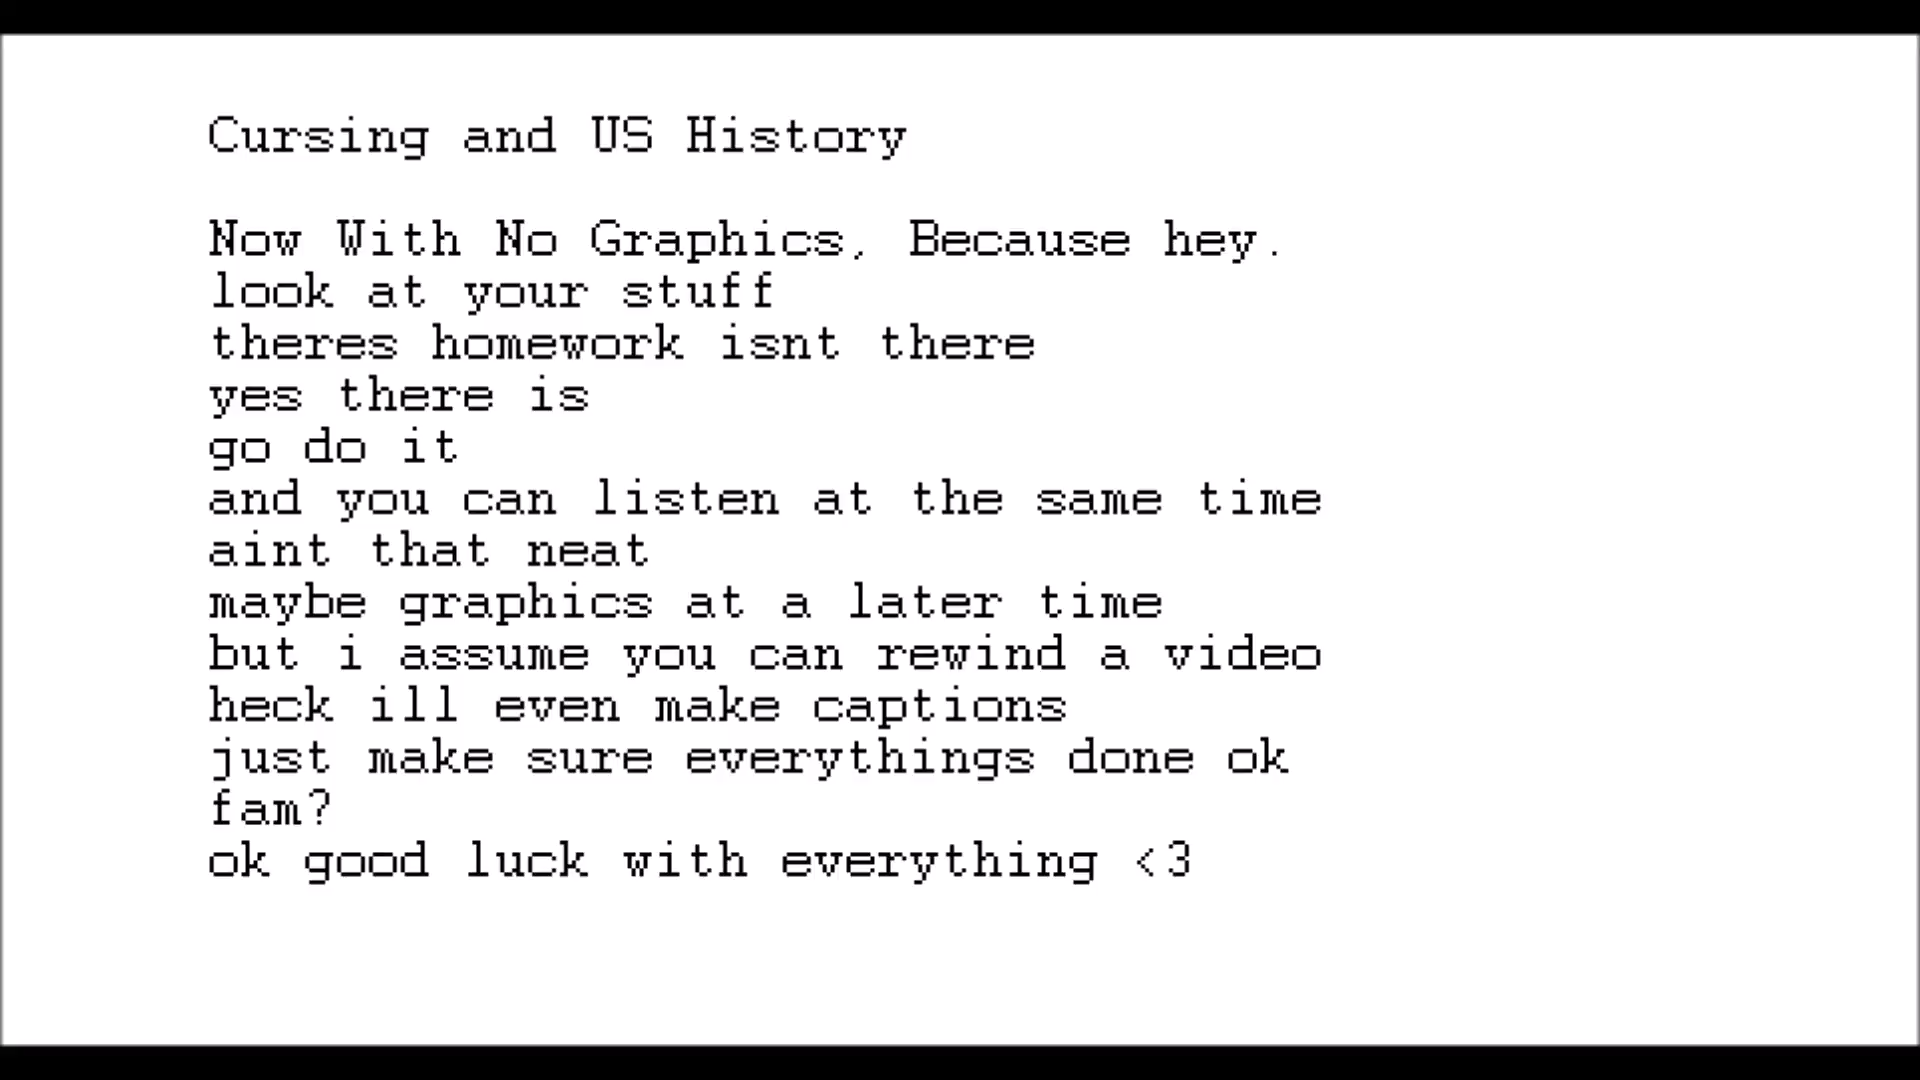 Cursing and US History
Now With No Graphics, Because hey.
look at your stuff
theres homework isnt there
yes there is
go do it
and you can listen at the same time
aint that neat
maybe graphics at a later time
but i assume you can rewind a video
heck ill even make captions
just make sure everythings done ok
fam?
ok good luck with everything <3